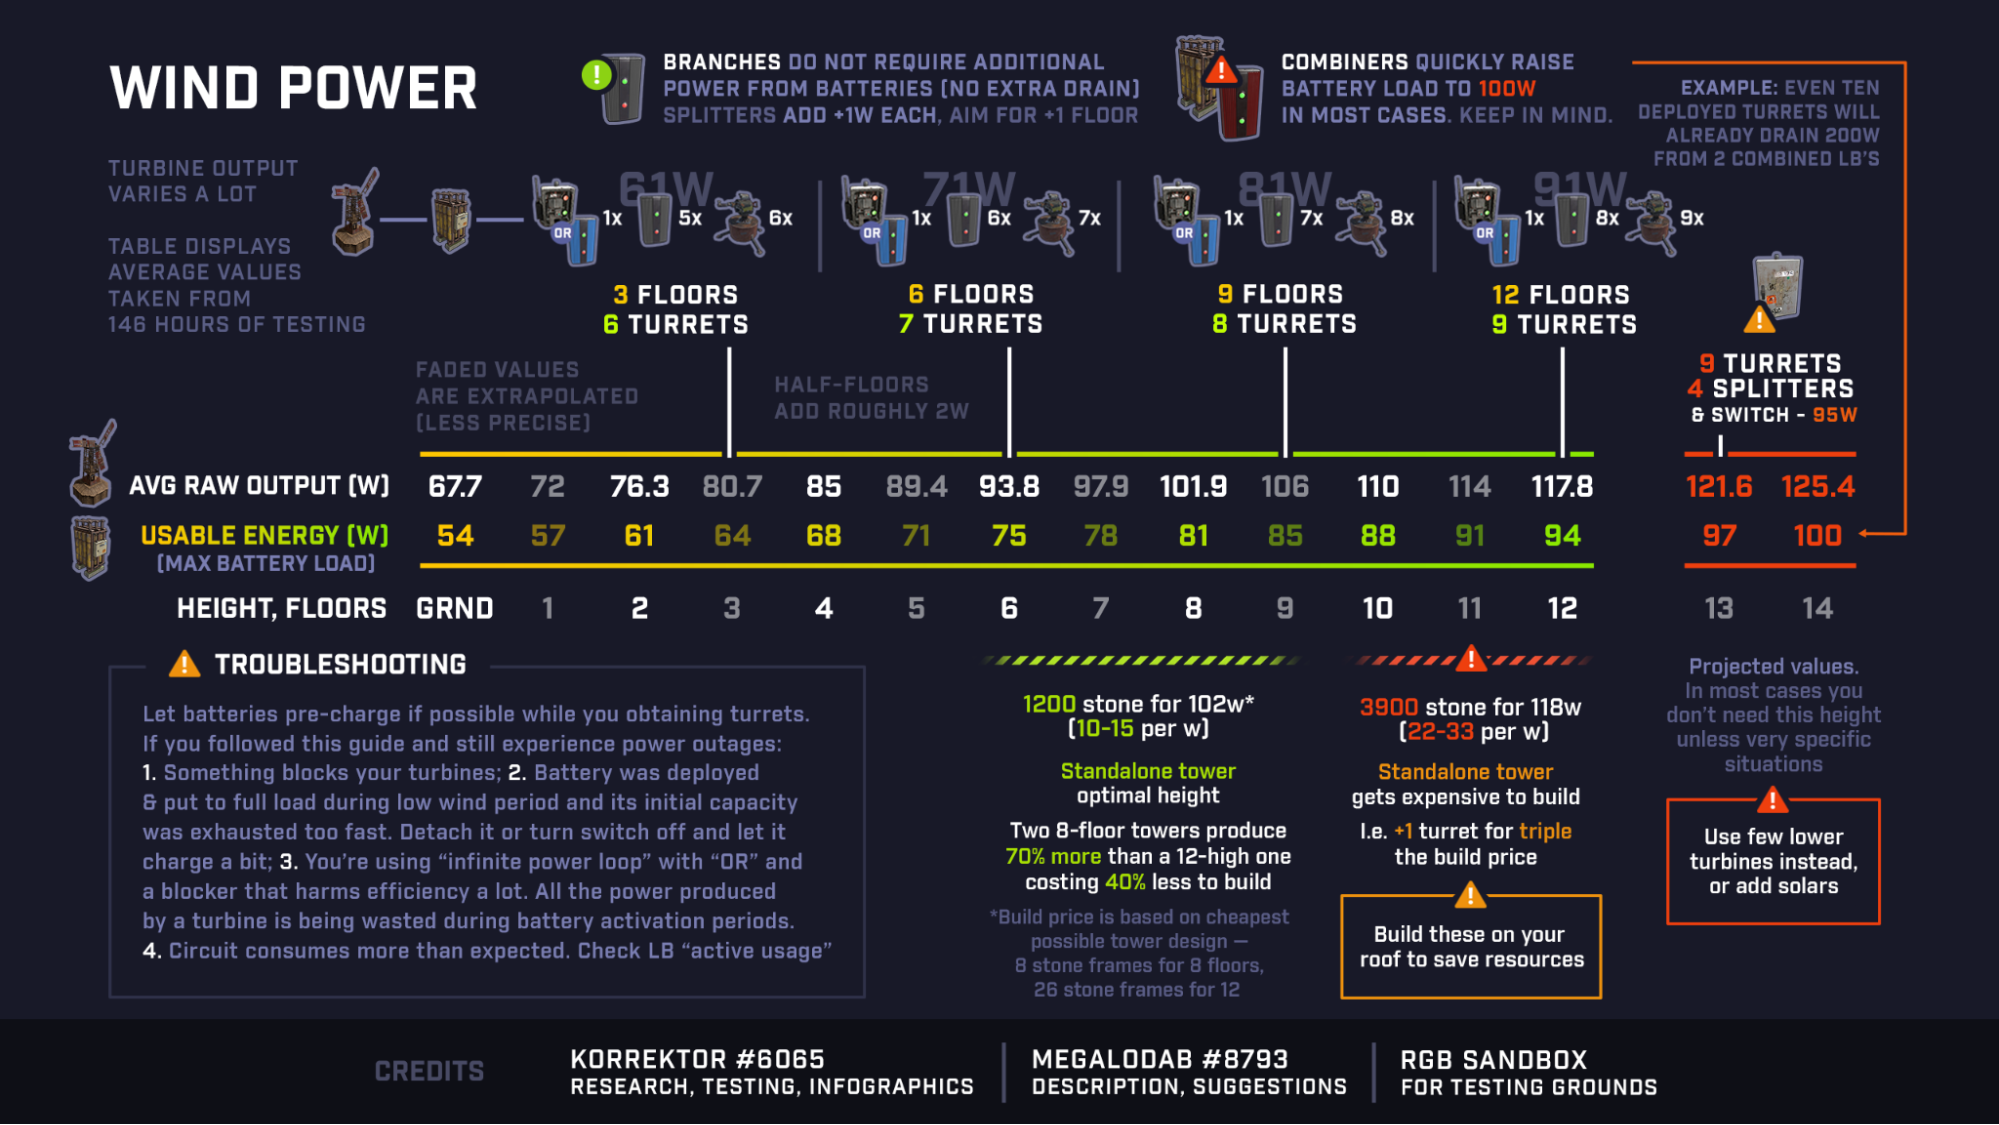 WIND POWER
BRANCHES DO NOT REQUIRE ADDITIONAL
POWER FROM BATTERIES (NO EXTRA DRAIN)
SPLITTERS ADD +1W EACH, AIM FOR +1 FLOOR
COMBINERS QUICKLY RAISE
BATTERY LOAD TO 100W
IN MOST CASES. KEEP IN MIND.
EXAMPLE: EVEN TEN
DEPLOYED TURRETS WILL
ALREADY DRAIN 200W
FROM 2 COMBINED LB'S
TURBINE OUTPUT
VARIES A LOT
TABLE DISPLAYS
AVERAGE VALUES
TAKEN FROM
146 HOURS OF TESTING
61W
OR 1x 5x 6x
3 FLOORS
6 TURRETS
71W
OR 1x 6x 7x
6 FLOORS
7 TURRETS
81W
OR 1x 7x 8x
9 FLOORS
8 TURRETS
91W
OR 1x 8x 9x
12 FLOORS
9 TURRETS
9 TURRETS
4 SPLITTERS
& SWITCH - 95W
FADED VALUES
ARE EXTRAPOLATED
(LESS PRECISE)
HALF-FLOORS
ADD ROUGHLY 2W
AVG RAW OUTPUT (W) 67.7 72 76.3 80.7 85 89.4 93.8 97.9 101.9 106 110 114 117.8 121.6 125.4
USABLE ENERGY (W) 54 57 61 64 68 71 75 78 81 85 88 91 94 97 100
(MAX BATTERY LOAD)
HEIGHT, FLOORS GRND 1 2 3 4 5 6 7 8 9 10 11 12 13 14
TROUBLESHOOTING
Let batteries pre-charge if possible while you obtaining turrets.
If you followed this guide and still experience power outages:
1. Something blocks your turbines; 2. Battery was deployed
& put to full load during low wind period and its initial capacity
was exhausted too fast. Detach it or turn switch off and let it
charge a bit; 3. You're using "infinite power loop" with "OR" and
a blocker that harms efficiency a lot. All the power produced
by a turbine is being wasted during battery activation periods.
4. Circuit consumes more than expected. Check LB "active usage"
1200 stone for 102w*
(10-15 per w)
Standalone tower
optimal height
Two 8-floor towers produce
70% more than a 12-high one
costing 40% less to build
*Build price is based on cheapest
possible tower design —
8 stone frames for 8 floors,
26 stone frames for 12
3900 stone for 118w
(22-33 per w)
Standalone tower
gets expensive to build
I.e. +1 turret for triple
the build price
Build these on your
roof to save resources
Projected values.
In most cases you
don't need this height
unless very specific
situations
Use few lower
turbines instead,
or add solars
CREDITS
KORREKTOR #6065
RESEARCH, TESTING, INFOGRAPHICS
MEGALODAB #8793
DESCRIPTION, SUGGESTIONS
RGB SANDBOX
FOR TESTING GROUNDS